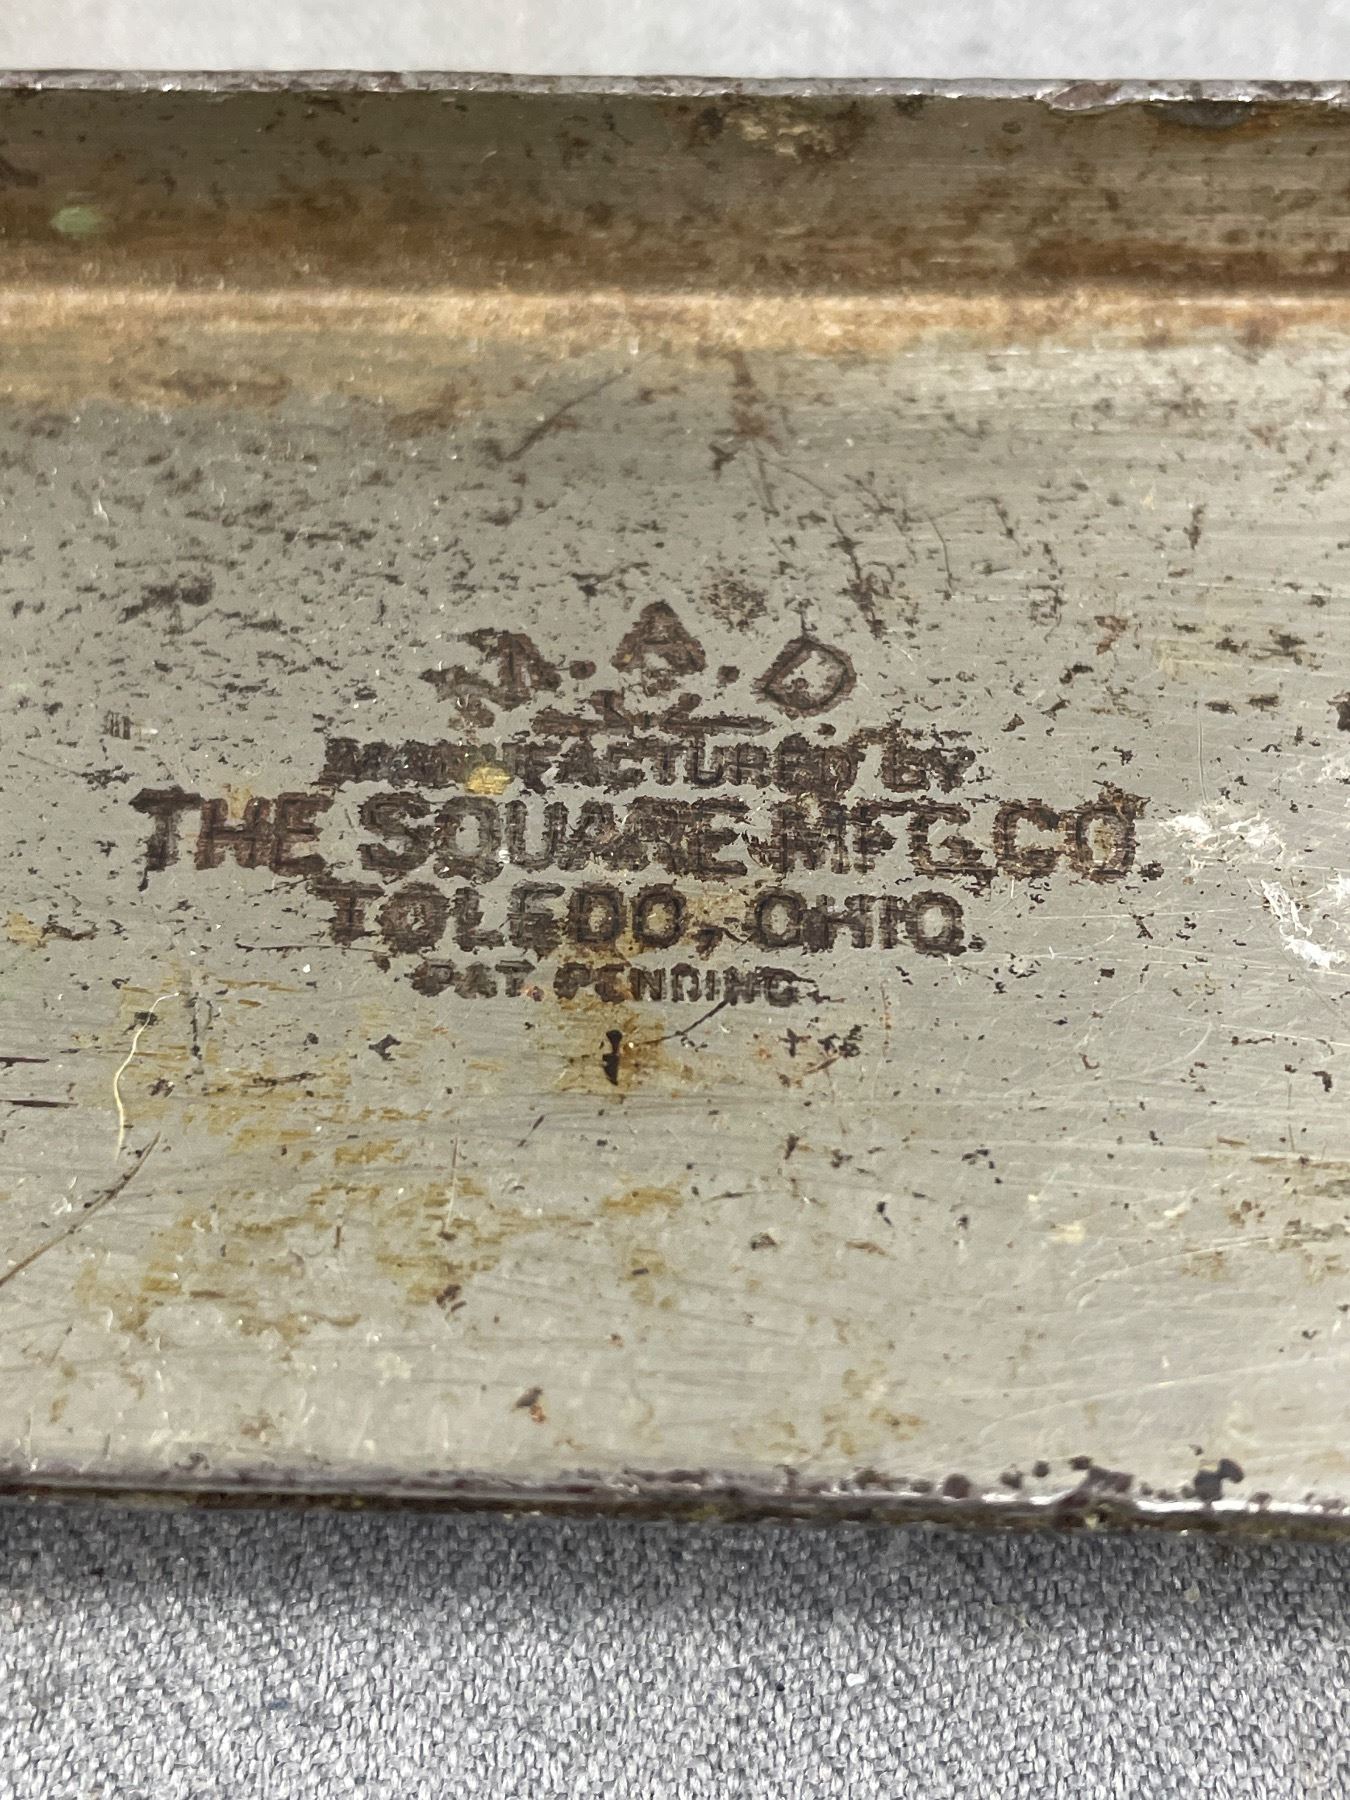 A. D
MANUFACTURED BY
THE SQUARE MFG. CO.
TOLEDO, OHIO.
PAT. PENDING